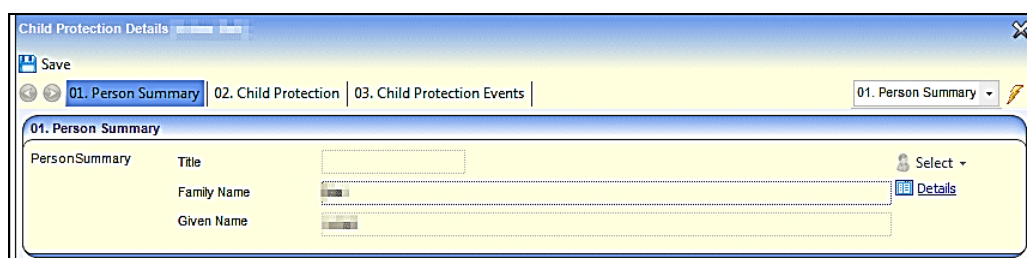 Child Protection Details
Save
01. Person Summary 02. Child Protection 03. Child Protection Events 01. Person Summary
01. Person Summary
PersonSummary Title Select
Family Name Details
Given Name